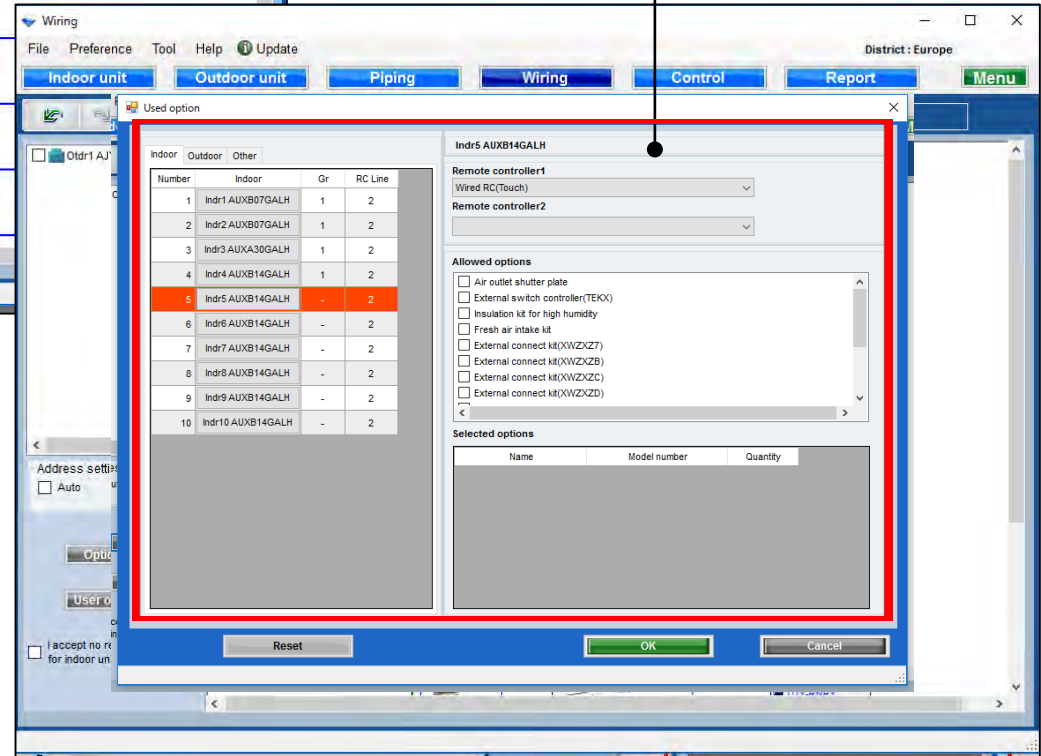 Wiring
File Preference Tool Help Update
District : Europe
Indoor unit Outdoor unit Piping Wiring Control Report Menu
Used option
Otdr1 AJY
Indoor Outdoor Other
Number Indoor Gr RC Line
1 Indr1 AUXB07GALH 1 2
2 Indr2 AUXB07GALH 1 2
3 Indr3 AUXA30GALH 1 2
4 Indr4 AUXB14GALH 1 2
5 Indr5 AUXB14GALH - 2
6 Indr6 AUXB14GALH - 2
7 Indr7 AUXB14GALH - 2
8 Indr8 AUXB14GALH - 2
9 Indr9 AUXB14GALH - 2
10 Indr10 AUXB14GALH - 2
Indr5 AUXB14GALH
Remote controller1
Wired RC(Touch)
Remote controller2
Allowed options
Air outlet shutter plate
External switch controller(TEKX)
Insulation kit for high humidity
Fresh air intake kit
External connect kit(XWZXZ7)
External connect kit(XWZXZB)
External connect kit(XWZXZC)
External connect kit(XWZXZD)
Selected options
Name Model number Quantity
Address setti
Auto
Optio
User o
I accept no re
for indoor un
Reset OK Cancel